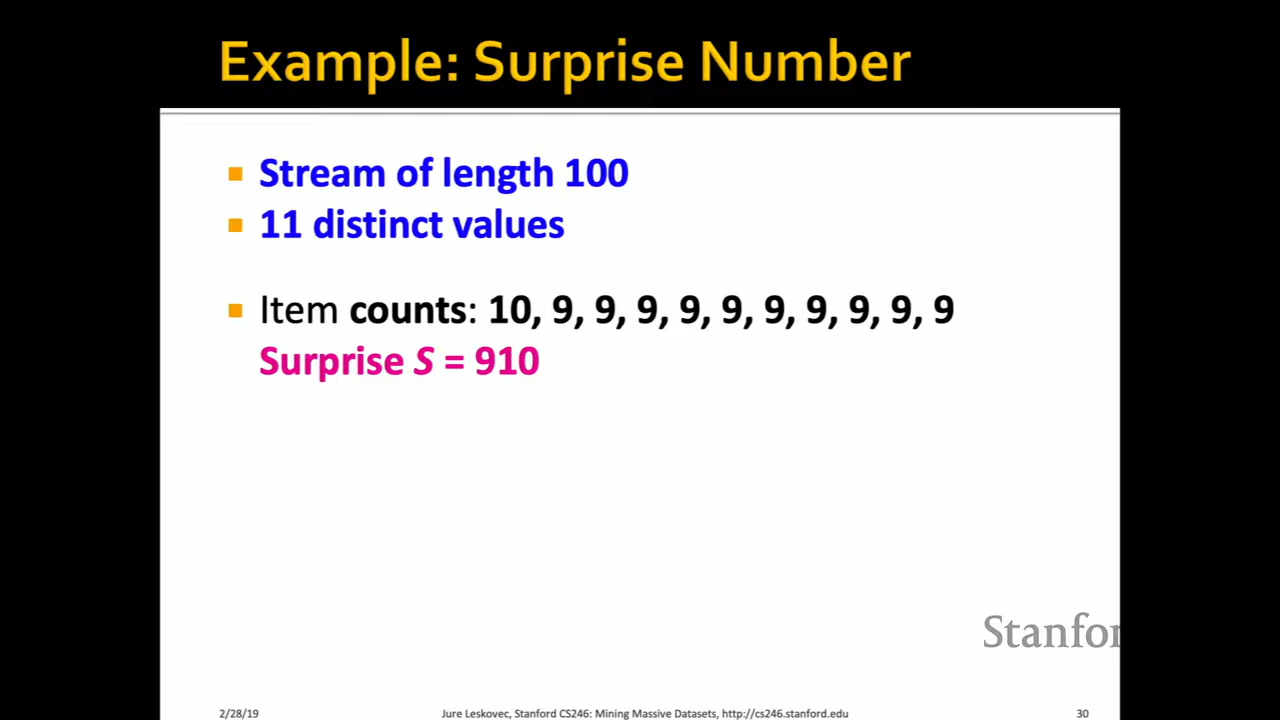 Example: Surprise Number
Stream of length 100
11 distinct values
Item counts: 10, 9, 9, 9, 9, 9, 9, 9, 9, 9, 9
Surprise S = 910
Stanfor
2/28/19
Jure Leskovec, Stanford CS246: Mining Massive Datasets, http://cs246.stanford.edu
30